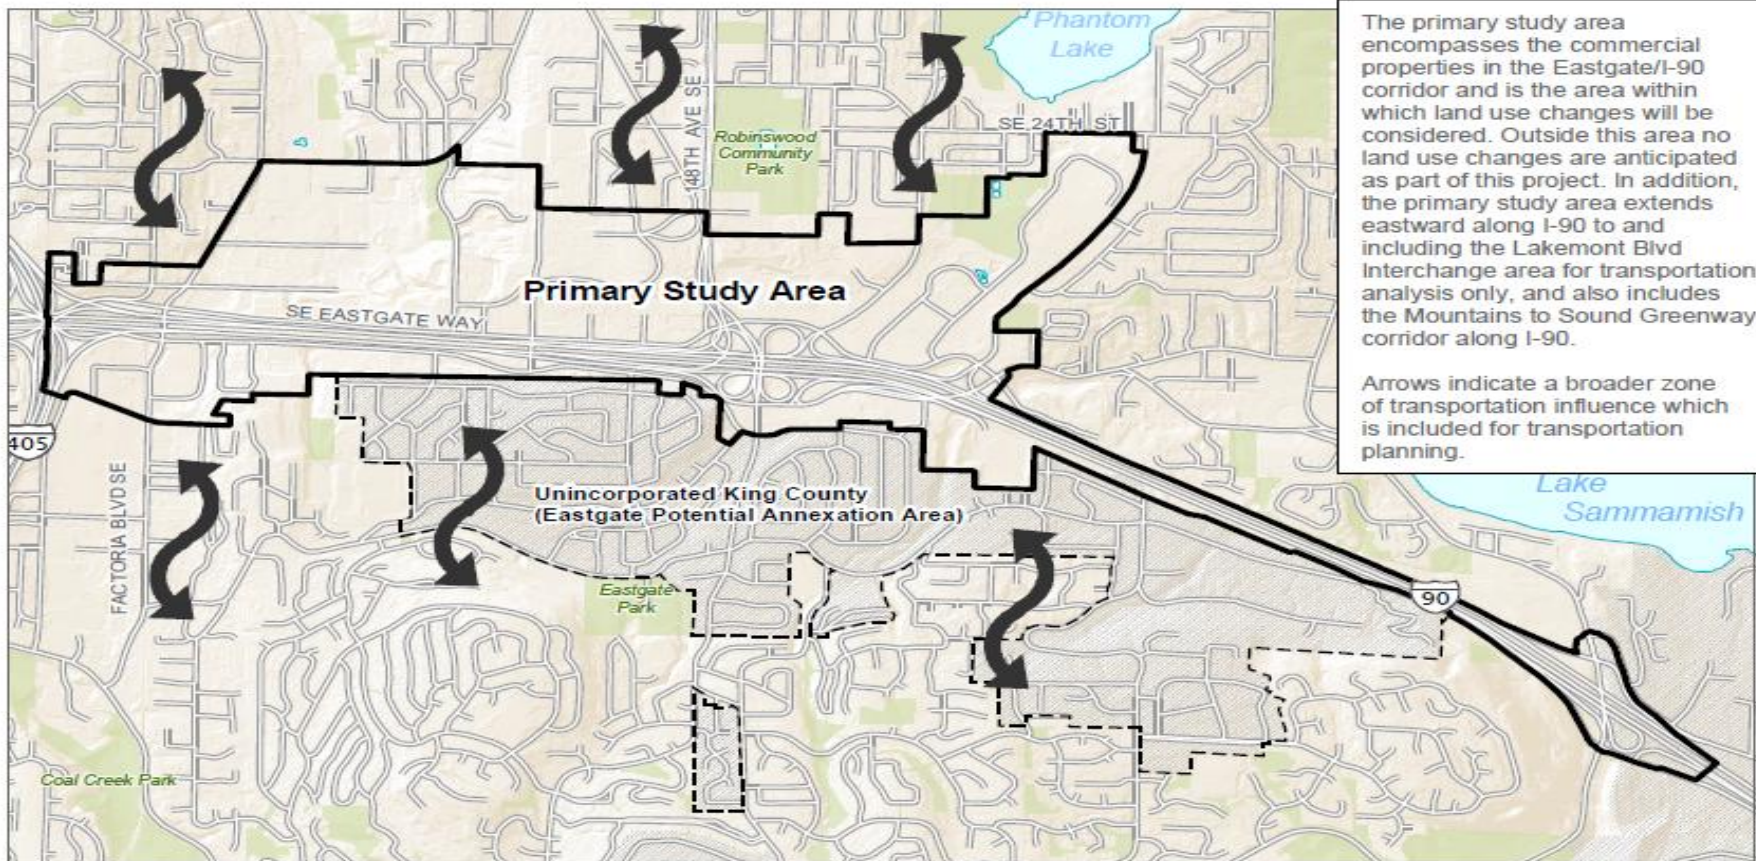 Phantom
Lake
148TH AVE SE
SE 24TH ST
Robinswood
Community
Park
Primary Study Area
SE EASTGATE WAY
405
FACTORIA BLVD SE
Unincorporated King County
(Eastgate Potential Annexation Area)
Eastgate
Park
Coal Creek Park
90
Lake
Sammamish
The primary study area
encompasses the commercial
properties in the Eastgate/I-90
corridor and is the area within
which land use changes will be
considered. Outside this area no
land use changes are anticipated
as part of this project. In addition,
the primary study area extends
eastward along I-90 to and
including the Lakemont Blvd
Interchange area for transportation
analysis only, and also includes
the Mountains to Sound Greenway
corridor along I-90.
Arrows indicate a broader zone
of transportation influence which
is included for transportation
planning.